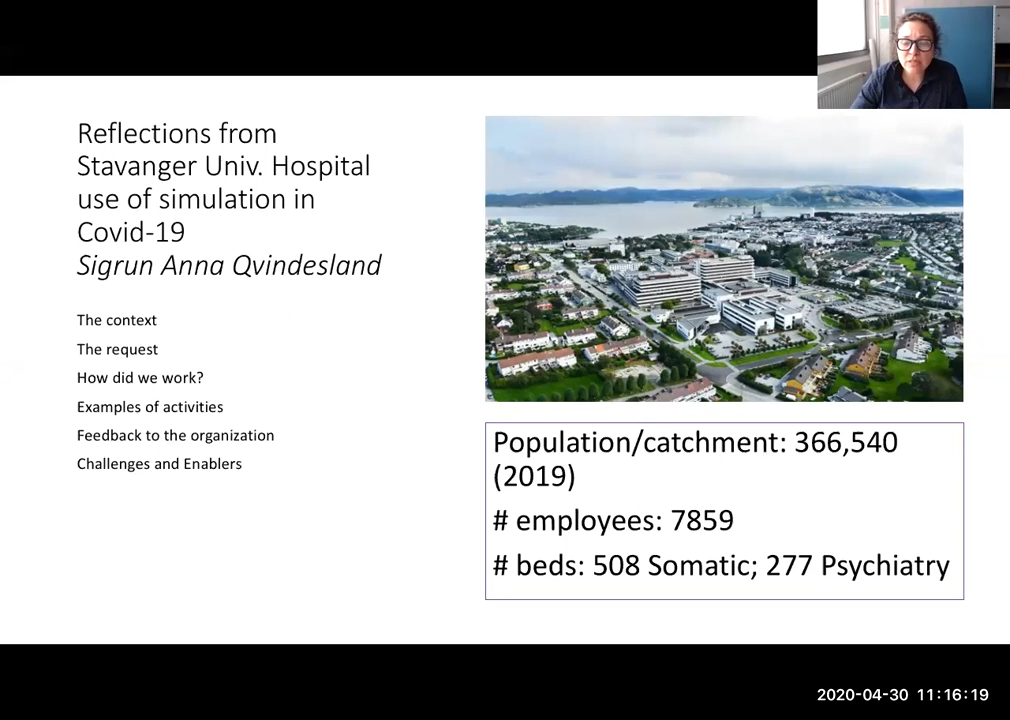 Reflections from
Stavanger Univ. Hospital
use of simulation in
Covid-19
Sigrun Anna Qvindesland
The context
The request
How did we work?
Examples of activities
Feedback to the organization
Challenges and Enablers
Population/catchment: 366,540
(2019)
# employees: 7859
# beds: 508 Somatic; 277 Psychiatry
2020-04-30 11:16:19